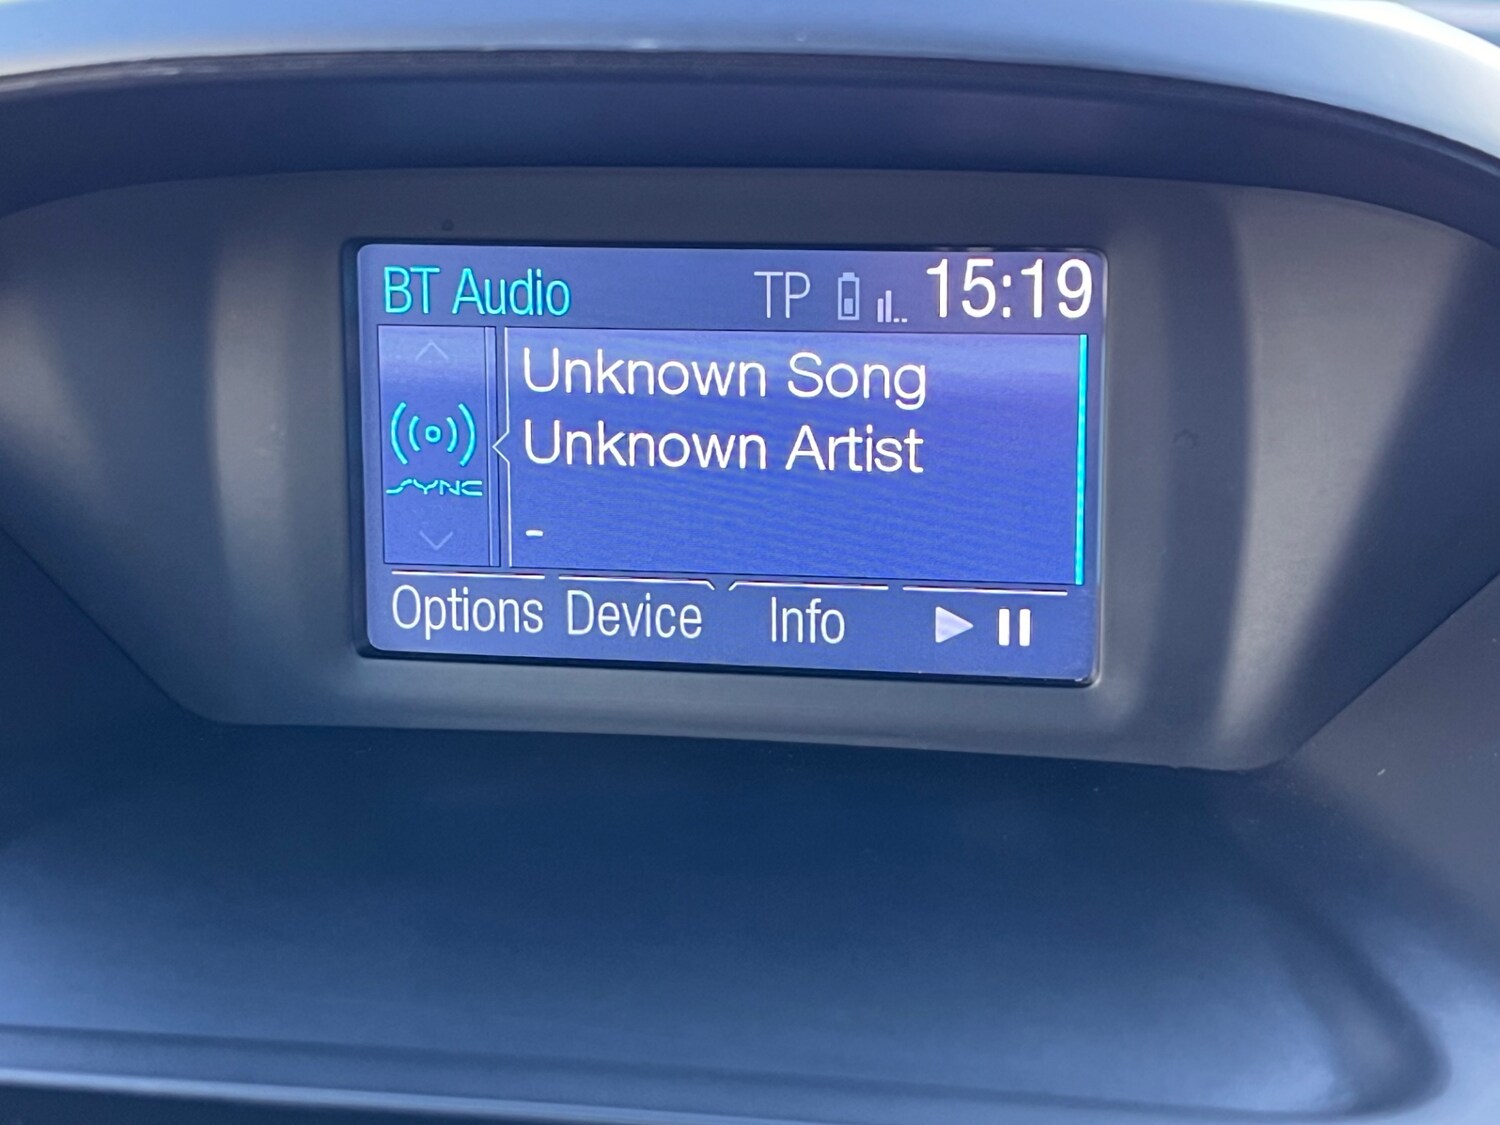 BT Audio TP 15:19
Unknown Song
SYNC
Unknown Artist
-
Options Device Info